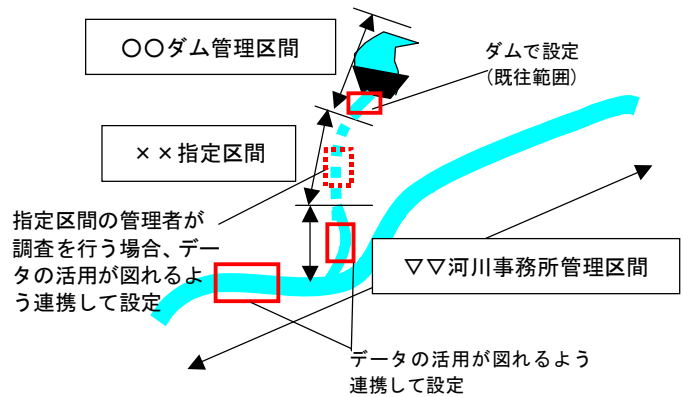 〇〇ダム管理区間
ダムで設定
(既往範囲)
××指定区間
指定区間の管理者が
調査を行う場合、デー
タの活用が図れるよ
う連携して設定
▽▽河川事務所管理区間
データの活用が図れるよう
連携して設定